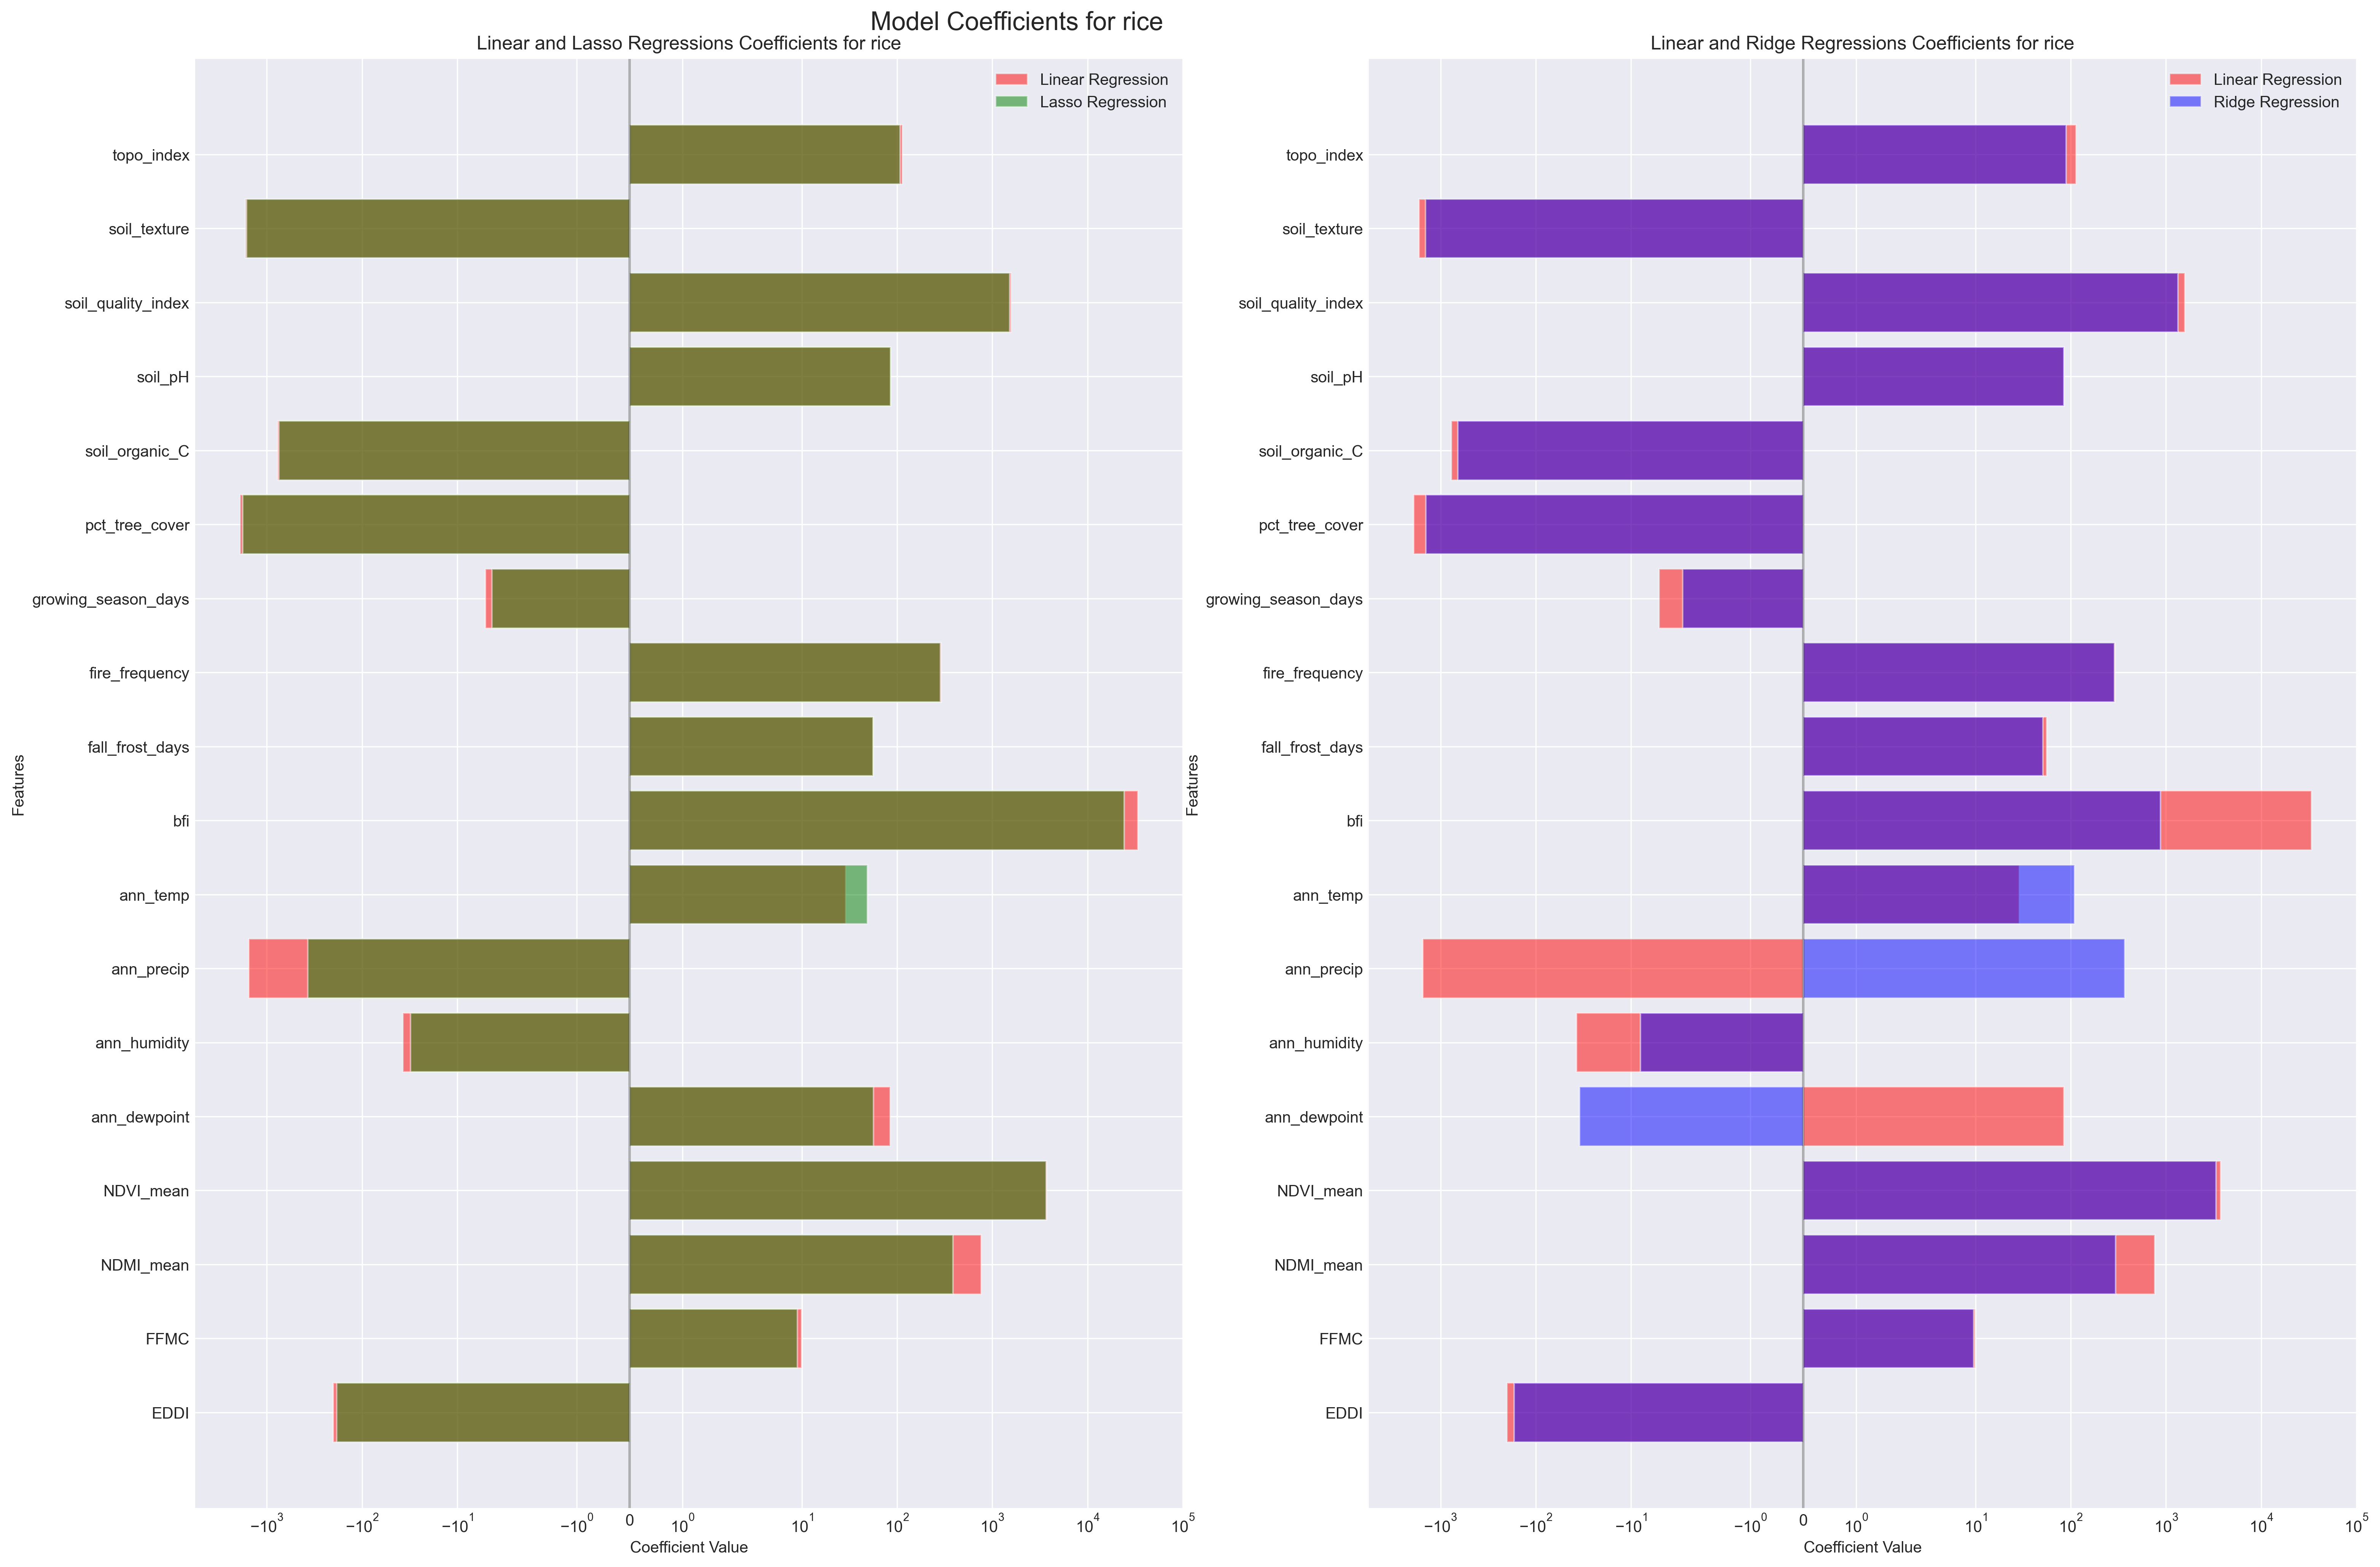 Model Coefficients for rice
Linear and Lasso Regressions Coefficients for rice
Linear Regression
Lasso Regression
topo_index
soil_texture
soil_quality_index
soil_pH
soil_organic_C
pct_tree_cover
growing_season_days
fire_frequency
fall_frost_days
bfi
ann_temp
ann_precip
ann_humidity
ann_dewpoint
NDVI_mean
NDMI_mean
FFMC
EDDI
Features
−10³ −10² −10¹ −10⁰ 0 10⁰ 10¹ 10² 10³ 10⁴ 10⁵
Coefficient Value
Linear and Ridge Regressions Coefficients for rice
Linear Regression
Ridge Regression
topo_index
soil_texture
soil_quality_index
soil_pH
soil_organic_C
pct_tree_cover
growing_season_days
fire_frequency
fall_frost_days
bfi
ann_temp
ann_precip
ann_humidity
ann_dewpoint
NDVI_mean
NDMI_mean
FFMC
EDDI
Features
−10³ −10² −10¹ −10⁰ 0 10⁰ 10¹ 10² 10³ 10⁴ 10⁵
Coefficient Value